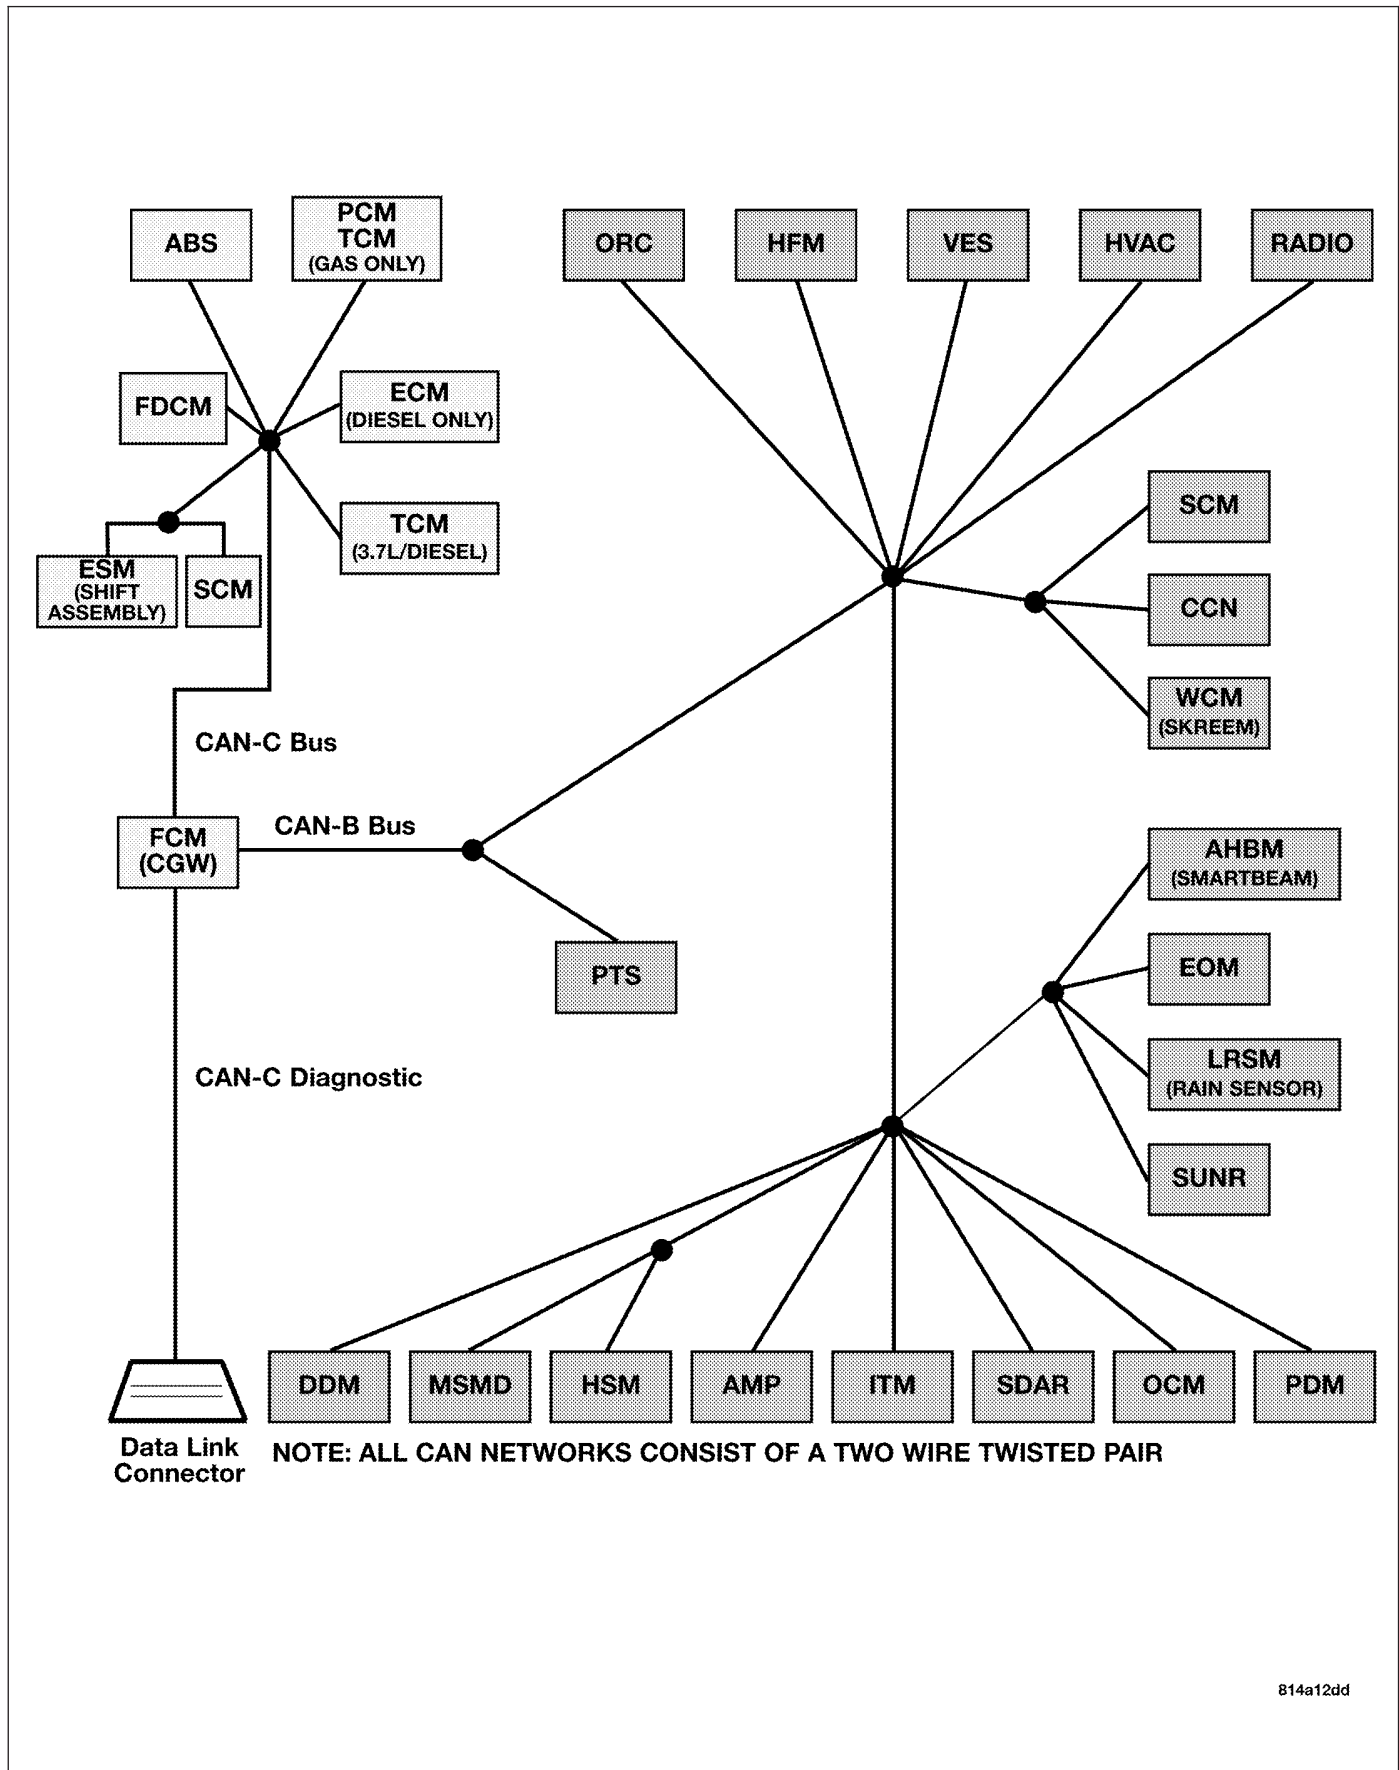 ABS
PCM
TCM
(GAS ONLY)
ORC
HFM
VES
HVAC
RADIO
FDCM
ECM
(DIESEL ONLY)
TCM
(3.7L/DIESEL)
ESM
(SHIFT
ASSEMBLY)
SCM
SCM
CCN
WCM
(SKREEM)
CAN-C Bus
FCM
(CGW)
CAN-B Bus
PTS
AHBM
(SMARTBEAM)
EOM
LRSM
(RAIN SENSOR)
SUNR
CAN-C Diagnostic
DDM
MSMD
HSM
AMP
ITM
SDAR
OCM
PDM
Data Link
Connector
NOTE: ALL CAN NETWORKS CONSIST OF A TWO WIRE TWISTED PAIR
814a12dd